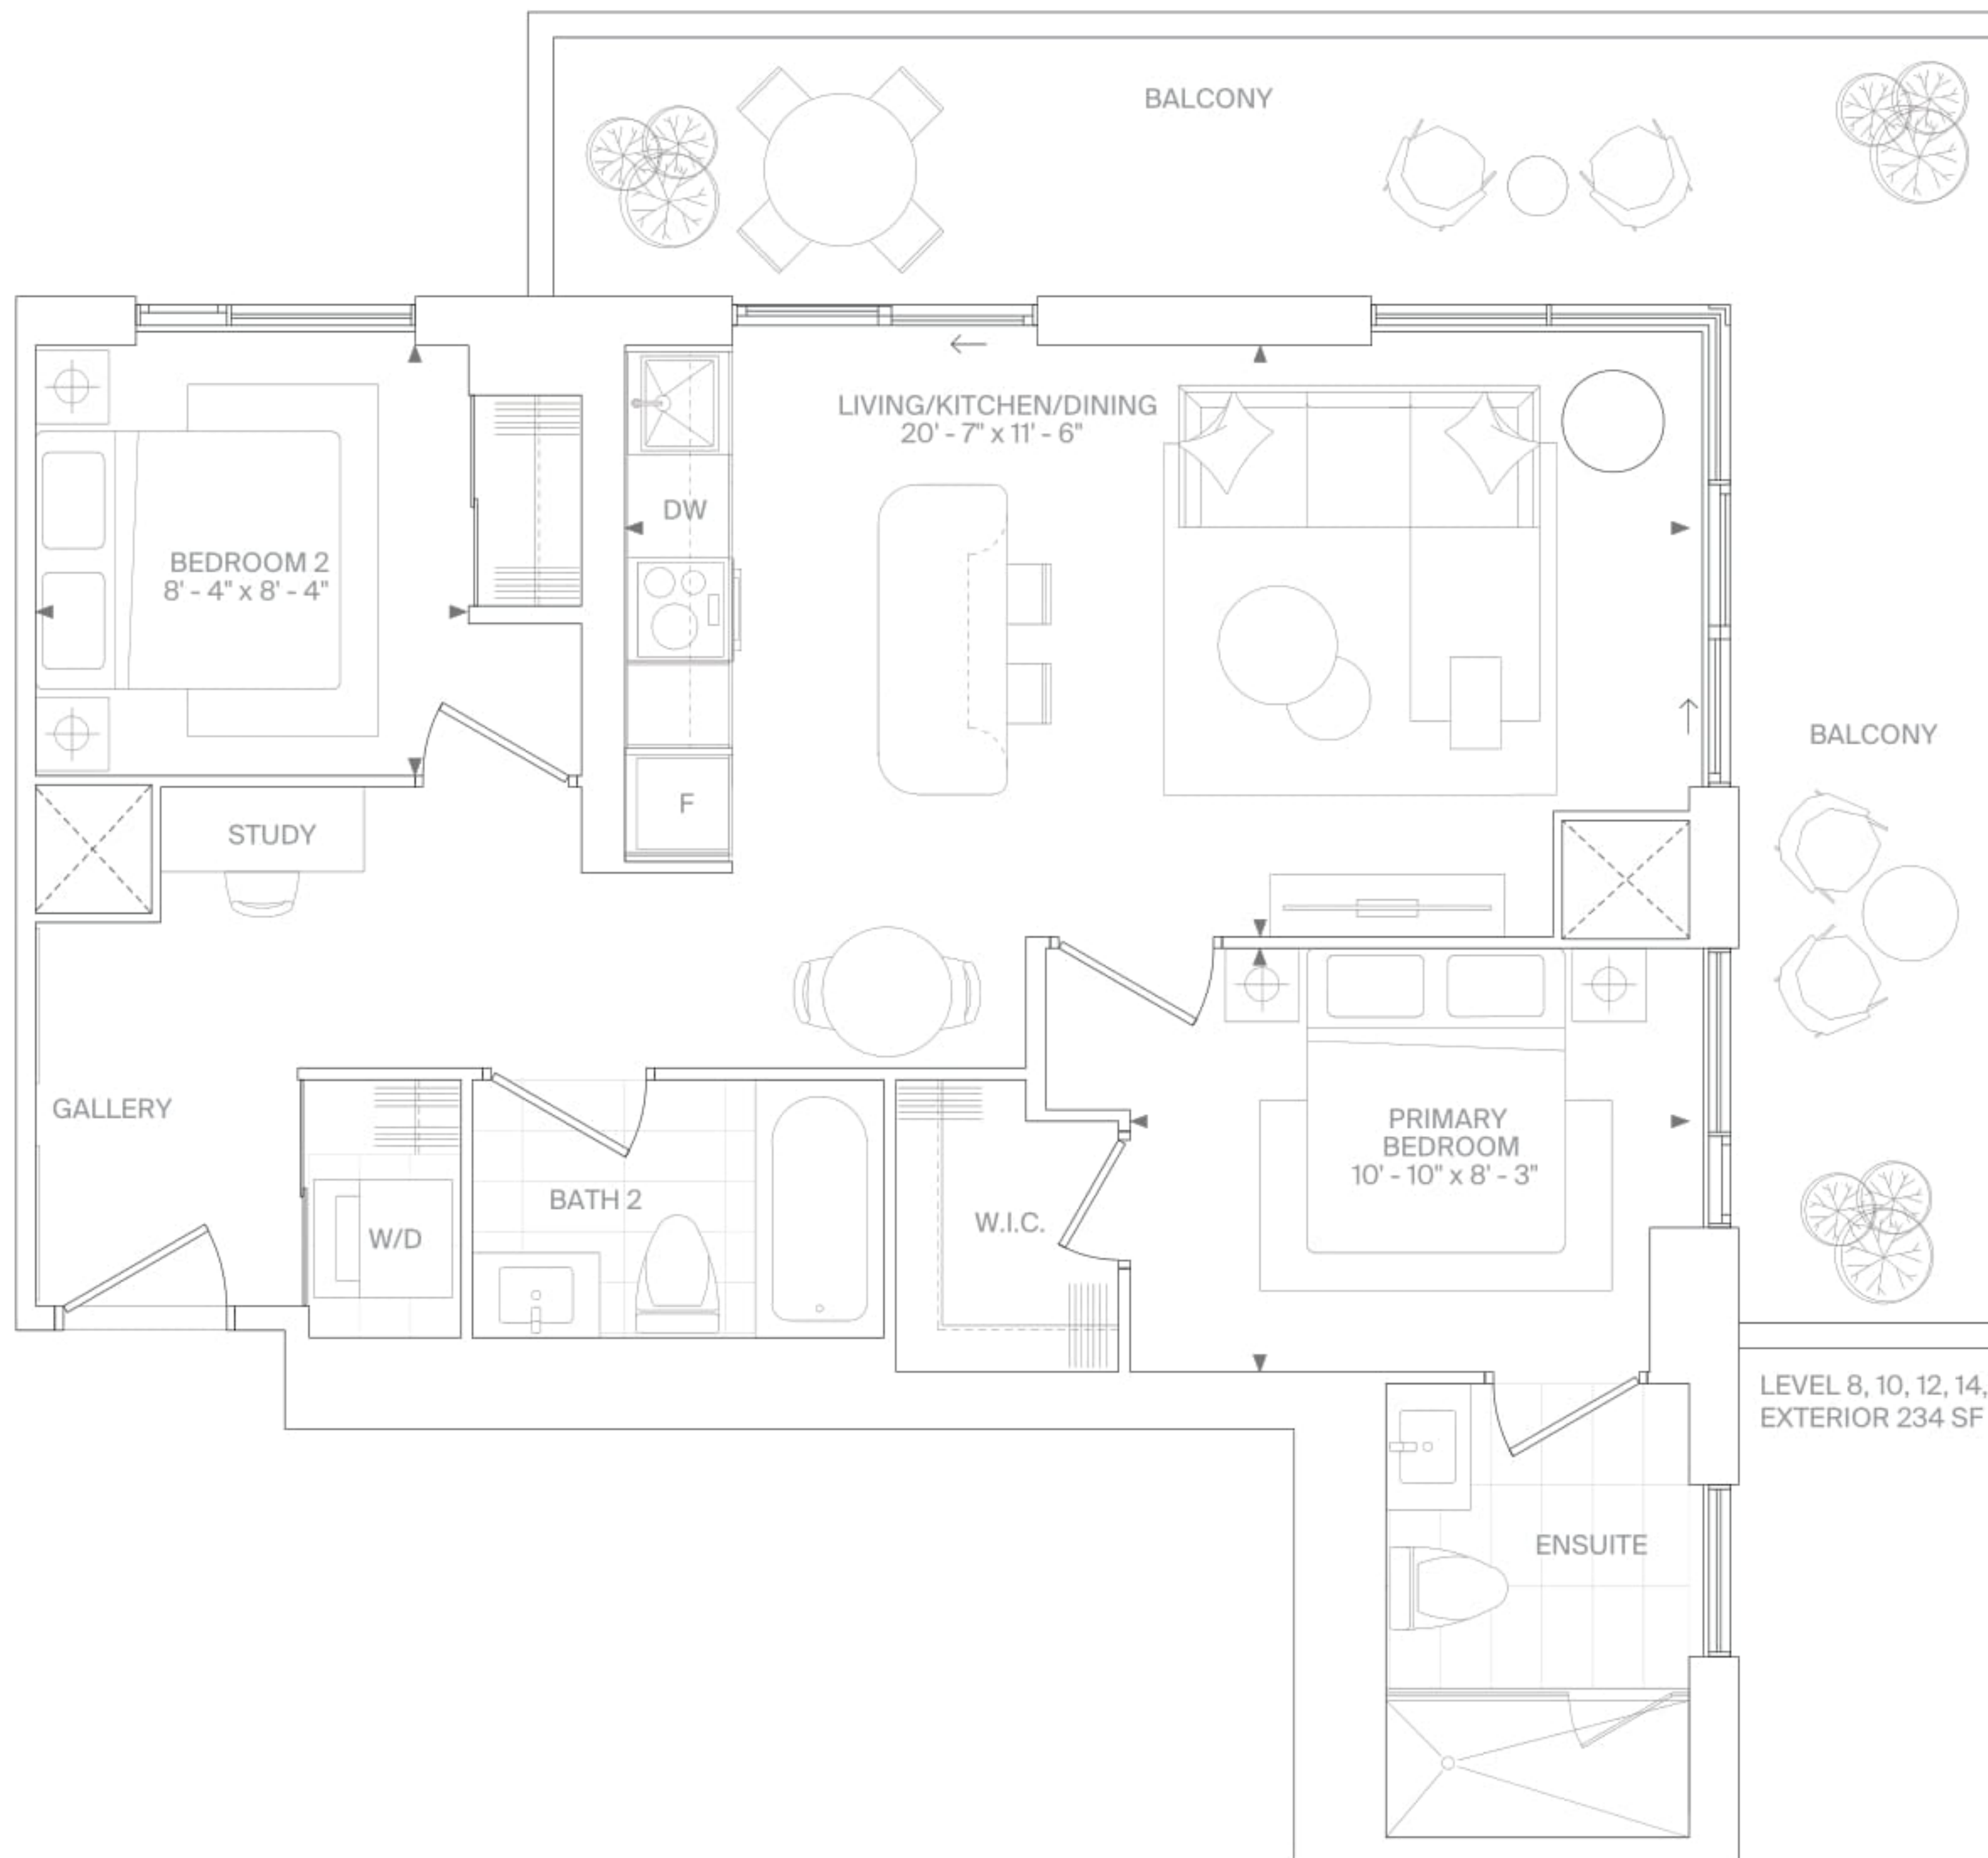 BALCONY
LIVING/KITCHEN/DINING
20' - 7" x 11' - 6"
DW
BEDROOM 2
8' - 4" x 8' - 4"
BALCONY
F
STUDY
GALLERY
PRIMARY
BEDROOM
10' - 10" x 8' - 3"
BATH 2
W.I.C.
W/D
LEVEL 8, 10, 12, 14,
EXTERIOR 234 SF
ENSUITE